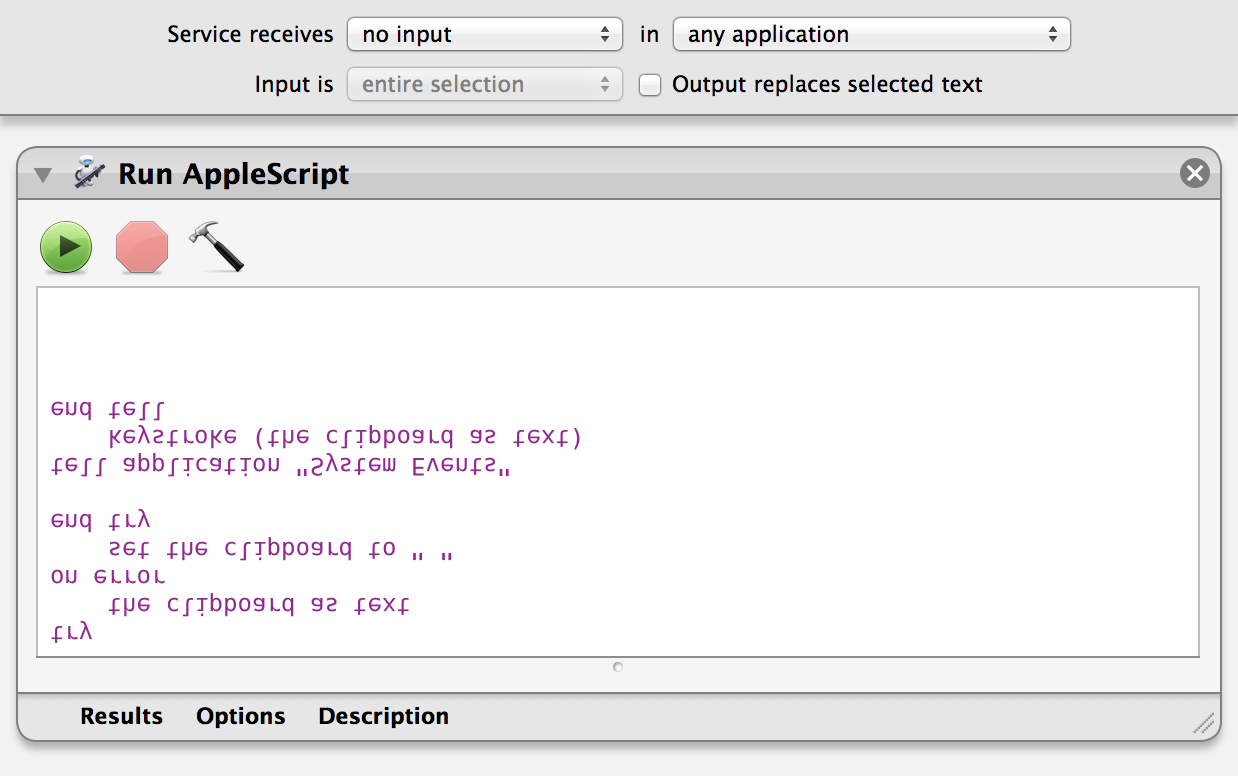 Service receives no input in any application
Input is entire selection Output replaces selected text
Run AppleScript
try
the clipboard as text
on error
set the clipboard to " "
end try
tell application "System Events"
keystroke (the clipboard as text)
end tell
Results Options Description